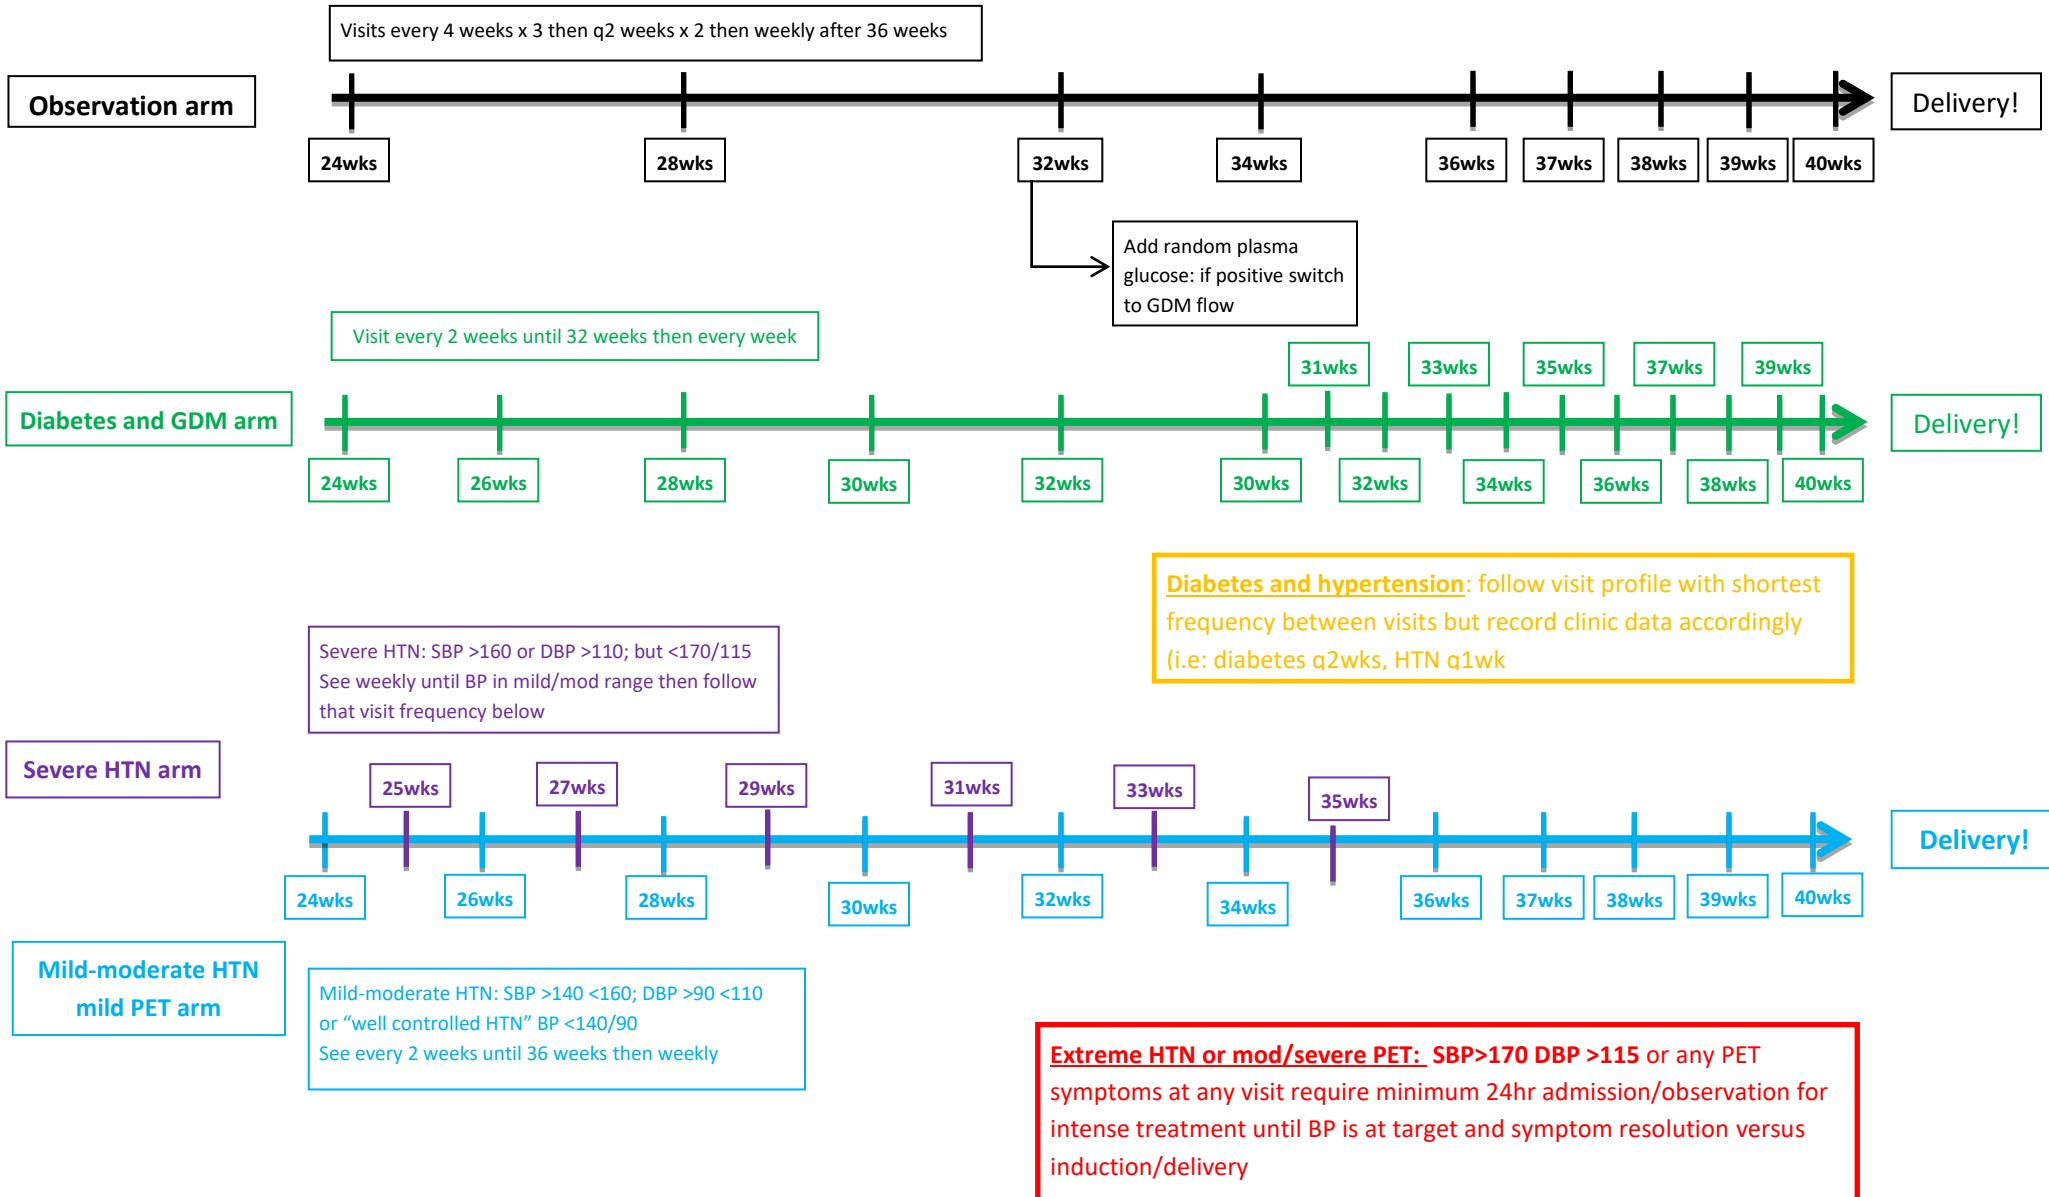 Visits every 4 weeks x 3 then q2 weeks x 2 then weekly after 36 weeks
Observation arm
Delivery!
24wks
28wks
32wks
34wks
36wks
37wks
38wks
39wks
40wks
Add random plasma
glucose: if positive switch
to GDM flow
Visit every 2 weeks until 32 weeks then every week
31wks
33wks
35wks
37wks
39wks
Diabetes and GDM arm
Delivery!
24wks
26wks
28wks
30wks
32wks
30wks
32wks
34wks
36wks
38wks
40wks
Diabetes and hypertension: follow visit profile with shortest
frequency between visits but record clinic data accordingly
(i.e: diabetes q2wks, HTN q1wk
Severe HTN: SBP >160 or DBP >110; but <170/115
See weekly until BP in mild/mod range then follow
that visit frequency below
Severe HTN arm
25wks
27wks
29wks
31wks
33wks
35wks
Delivery!
24wks
26wks
28wks
30wks
32wks
34wks
36wks
37wks
38wks
39wks
40wks
Mild-moderate HTN
mild PET arm
Mild-moderate HTN: SBP >140 <160; DBP >90 <110
or “well controlled HTN” BP <140/90
See every 2 weeks until 36 weeks then weekly
Extreme HTN or mod/severe PET: SBP>170 DBP >115 or any PET
symptoms at any visit require minimum 24hr admission/observation for
intense treatment until BP is at target and symptom resolution versus
induction/delivery